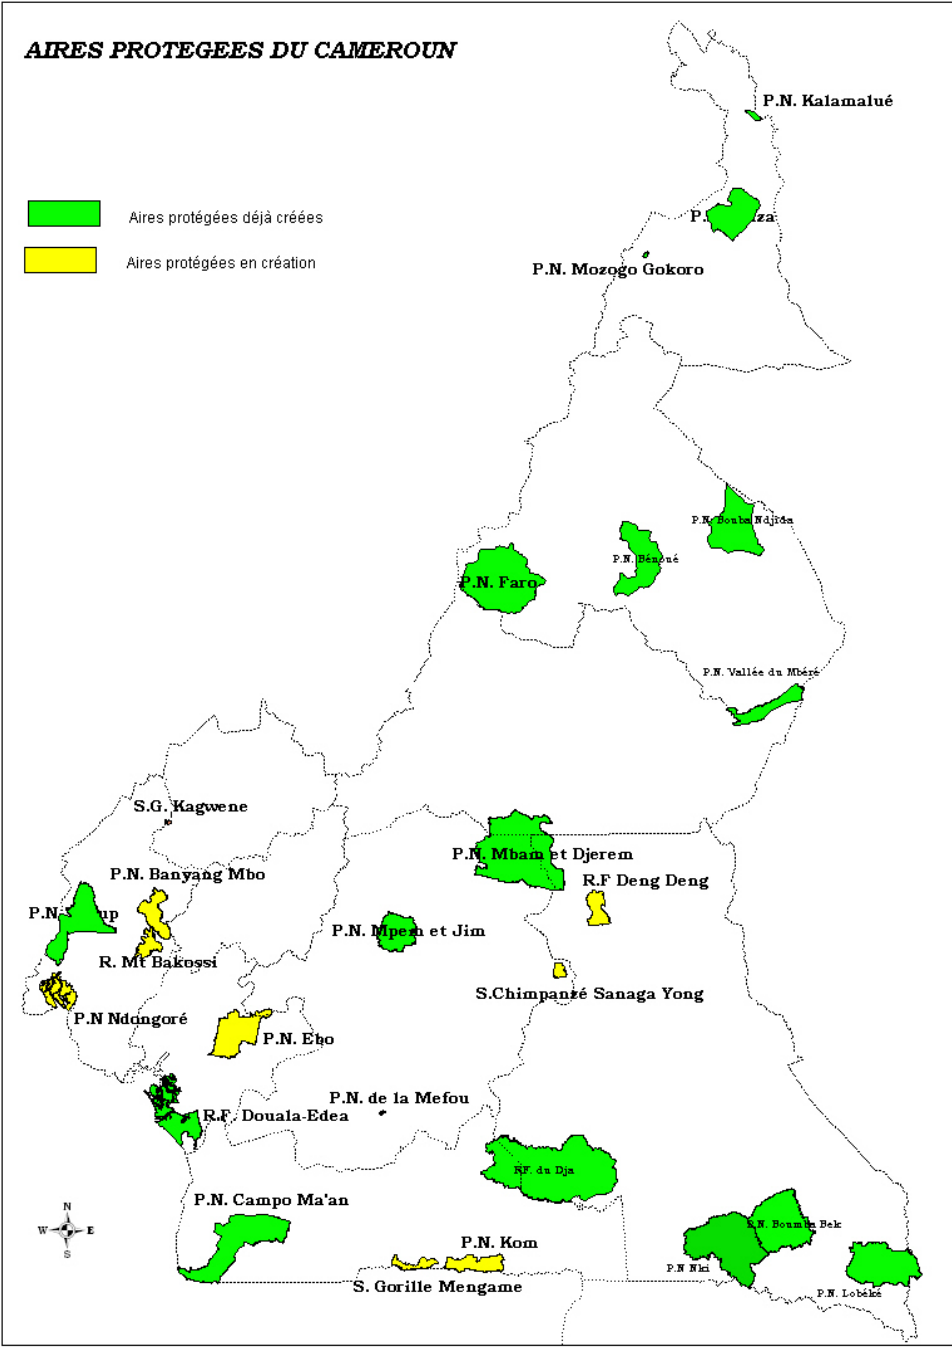 AIRES PROTEGEES DU CAMEROUN
P.N. Kalamalué
Aires protégées déjà créées
Aires protégées en création
P.N. Mozogo Gokoro
P.N. Bouba Ndjida
P.N. Bénoué
P.N. Faro
P.N. Vallée du Mbéré
S.G. Kagwene
P.N. Mbam et Djerem
P.N. Banyang Mbo
R.F Deng Deng
P.N.
P.N. Mpem et Jim
R. Mt Bakossi
S.Chimpanzé Sanaga Yong
P.N Ndongoré
P.N. Ebo
P.N. de la Mefou
R.F. Douala-Edea
R.F. du Dja
P.N. Campo Ma'an
N
W E
S
P.N. Boumba Bek
P.N. Kom
P.N Nki
S. Gorille Mengame
P.N. Lobéké